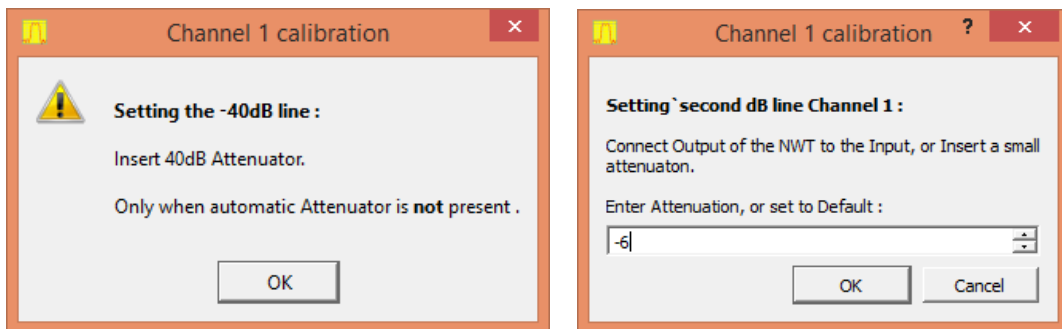 Channel 1 calibration
Setting the -40dB line :
Insert 40dB Attenuator.
Only when automatic Attenuator is not present .
OK
Channel 1 calibration
?
Setting`second dB line Channel 1 :
Connect Output of the NWT to the Input, or Insert a small
attenuaton.
Enter Attenuation, or set to Default :
-6
OK
Cancel